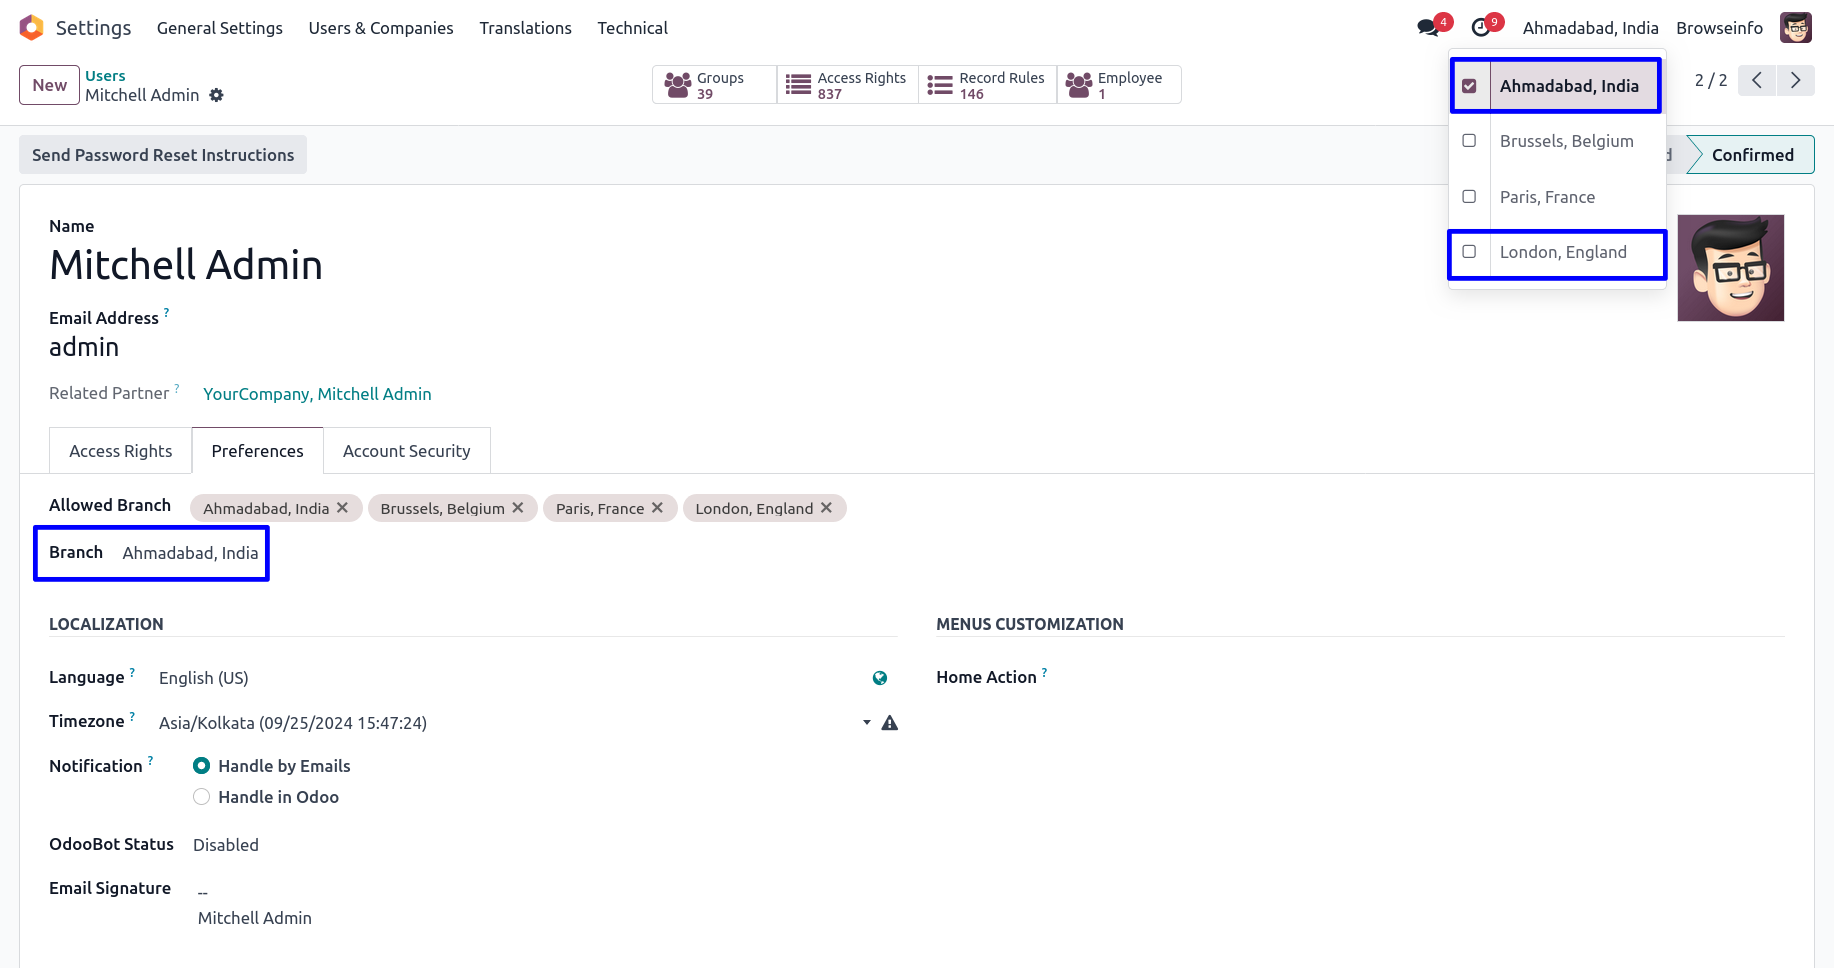 Settings General Settings Users & Companies Translations Technical 4 9 Ahmadabad, India Browseinfo
New Users
Mitchell Admin
Groups 39
Access Rights 837
Record Rules 146
Employee 1
2 / 2
Ahmadabad, India
Brussels, Belgium
Paris, France
London, England
Send Password Reset Instructions
Confirmed
Name
Mitchell Admin
Email Address ?
admin
Related Partner ? YourCompany, Mitchell Admin
Access Rights Preferences Account Security
Allowed Branch Ahmadabad, India Brussels, Belgium Paris, France London, England
Branch Ahmadabad, India
LOCALIZATION
Language ? English (US)
Timezone ? Asia/Kolkata (09/25/2024 15:47:24)
Notification ? Handle by Emails
Handle in Odoo
OdooBot Status Disabled
Email Signature --
Mitchell Admin
MENUS CUSTOMIZATION
Home Action ?